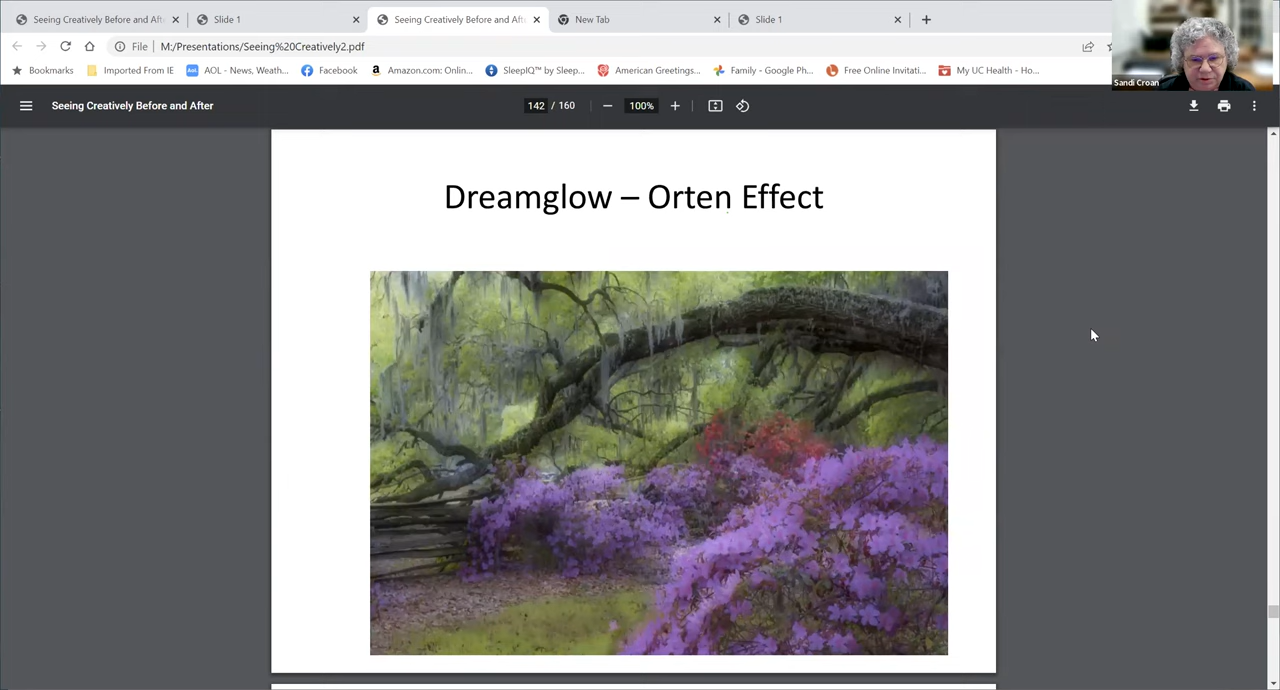 Seeing Creatively Before and Aft
Slide 1
Seeing Creatively Before and Aft
New Tab
Slide 1
File
M:/Presentations/Seeing%20Creatively2.pdf
Bookmarks
Imported From IE
AOL - News, Weath...
Facebook
Amazon.com: Onlin...
SleepIQ™ by Sleep...
American Greetings...
Family - Google Ph...
Free Online Invitati...
My UC Health - Ho...
Sandi Croan
Seeing Creatively Before and After
142 / 160
100%
Dreamglow – Orten Effect